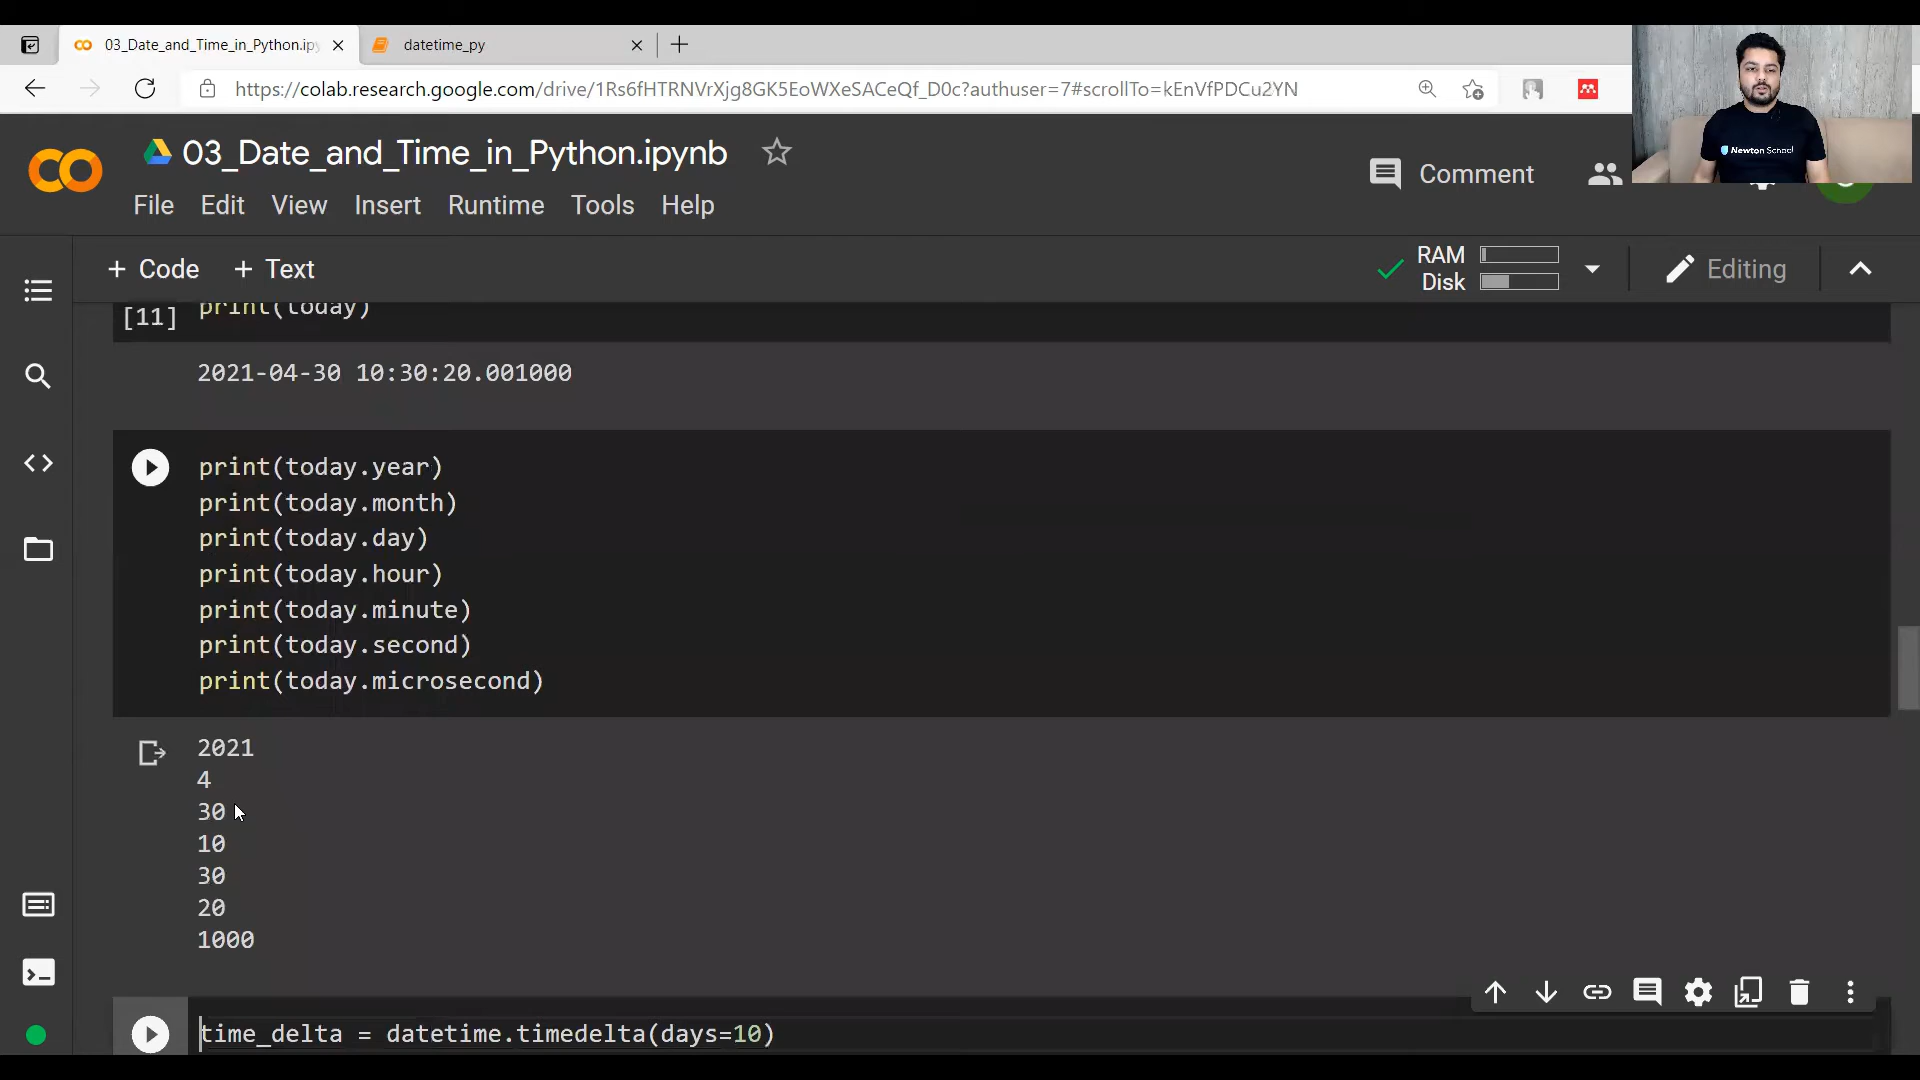 03_Date_and_Time_in_Python.ipy
datetime_py
https://colab.research.google.com/drive/1Rs6fHTRNVrXjg8GK5EoWXeSACeQf_D0c?authuser=7#scrollTo=kEnVfPDCu2YN
Newton School
03_Date_and_Time_in_Python.ipynb
Comment
File Edit View Insert Runtime Tools Help
+ Code + Text
RAM
Disk
Editing
[11] print(today)
2021-04-30 10:30:20.001000
print(today.year)
print(today.month)
print(today.day)
print(today.hour)
print(today.minute)
print(today.second)
print(today.microsecond)
2021
4
30
10
30
20
1000
time_delta = datetime.timedelta(days=10)